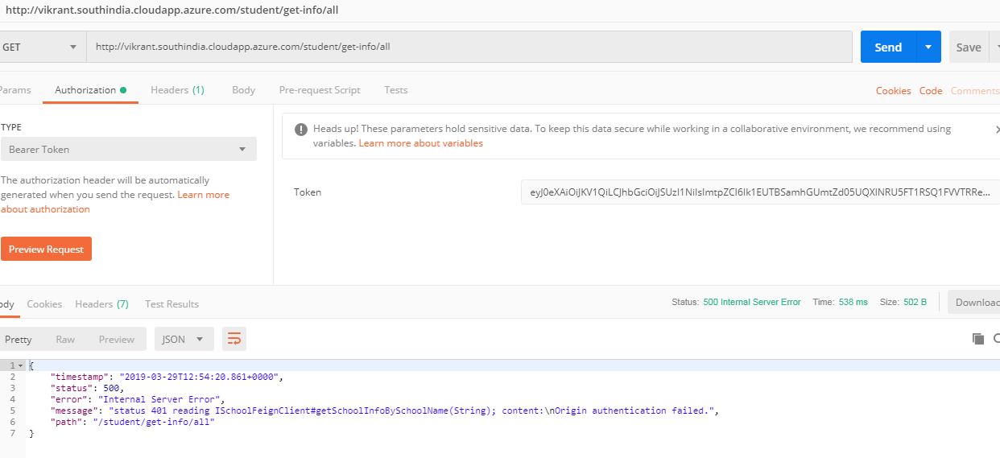 http://vikrant.southindia.cloudapp.azure.com/student/get-info/all
GET http://vikrant.southindia.cloudapp.azure.com/student/get-info/all Send Save
Params Authorization Headers (1) Body Pre-request Script Tests Cookies Code Comments
TYPE
Bearer Token
The authorization header will be automatically
generated when you send the request. Learn more
about authorization
Preview Request
Heads up! These parameters hold sensitive data. To keep this data secure while working in a collaborative environment, we recommend using
variables. Learn more about variables
Token
Body Cookies Headers (7) Test Results Status: 500 Internal Server Error Time: 538 ms Size: 502 B Downloac
Pretty Raw Preview JSON
1 {
2 "timestamp": "2019-03-29T12:54:20.861+0000",
3 "status": 500,
4 "error": "Internal Server Error",
5 "message": "status 401 reading ISchoolFeignClient#getSchoolInfoBySchoolName(String); content:\nOrigin authentication failed.",
6 "path": "/student/get-info/all"
7 }